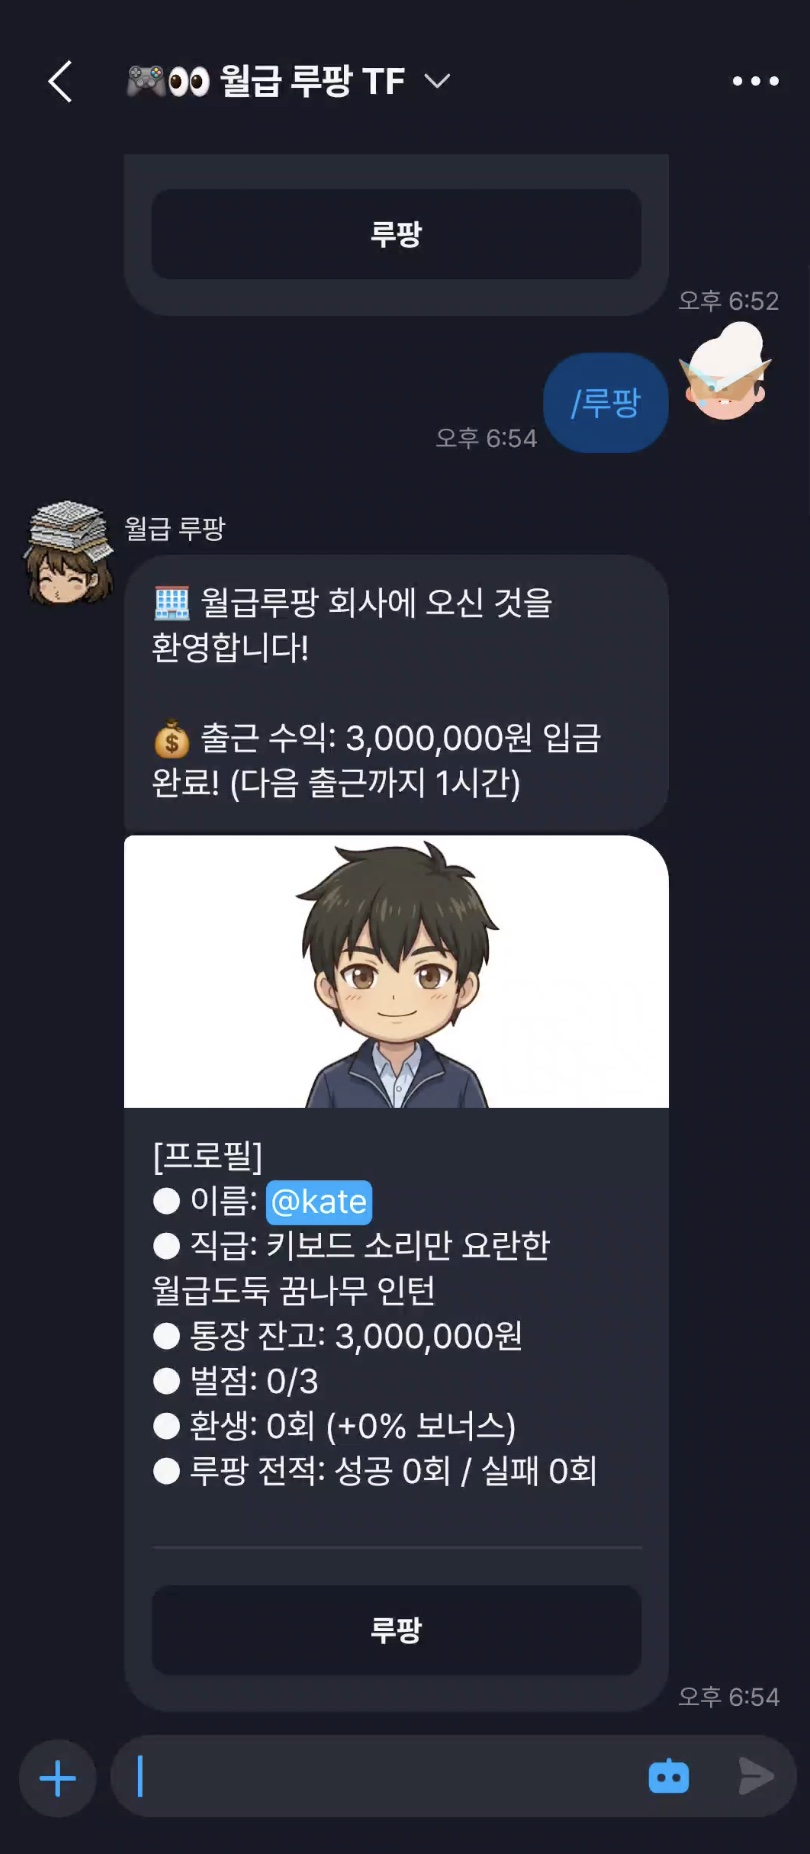 🎮👀 월급 루팡 TF
루팡
오후 6:52
/루팡
오후 6:54
월급 루팡
🏢 월급루팡 회사에 오신 것을
환영합니다!
💰 출근 수익: 3,000,000원 입금
완료! (다음 출근까지 1시간)
[프로필]
● 이름: @kate
● 직급: 키보드 소리만 요란한
월급도둑 꿈나무 인턴
● 통장 잔고: 3,000,000원
● 벌점: 0/3
● 환생: 0회 (+0% 보너스)
● 루팡 전적: 성공 0회 / 실패 0회
루팡
오후 6:54